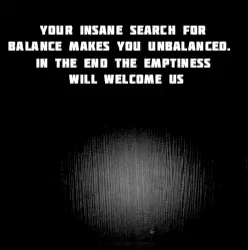 YOUR INSANE SEARCH FOR
BALANCE MAKES YOU UNBALANCED.
IN THE END THE EMPTINESS
WILL WELCOME US